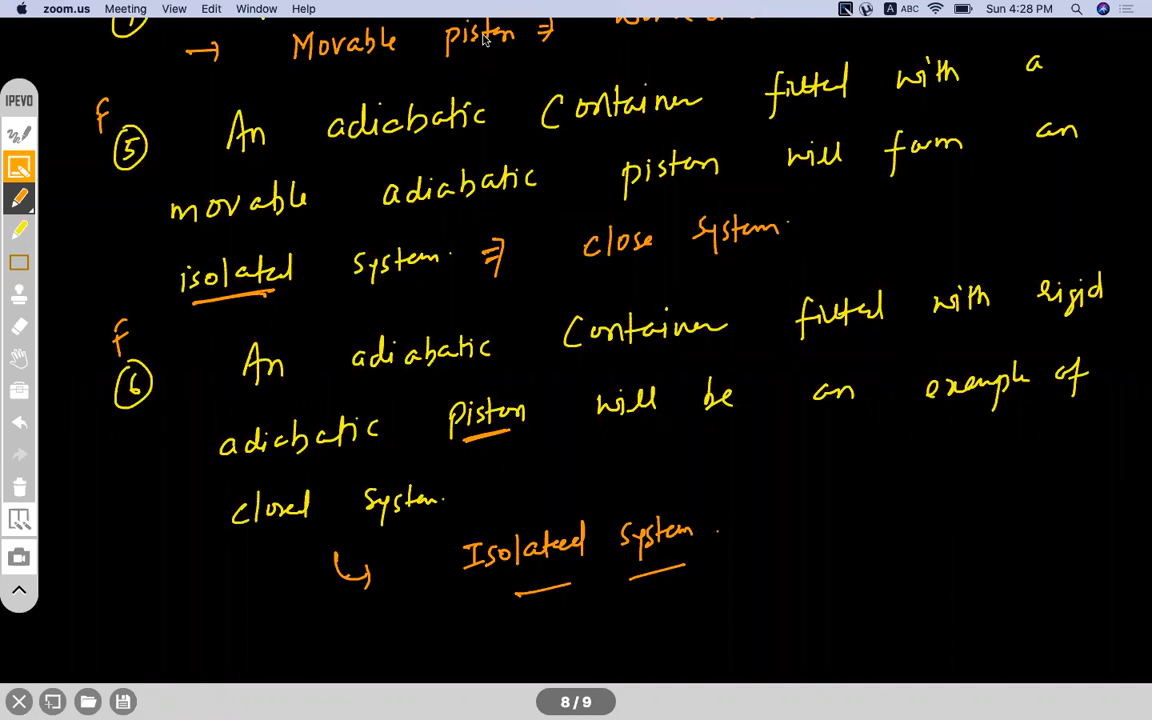 zoom.us Meeting View Edit Window Help ABC Sun 4:28 PM
→ Movable piston ⇒
IPEVO
F
(5) An adiabatic Container fitted with a
movable adiabatic piston will form an
isolated system. ⇒ close system.
F
(6) An adiabatic Container fitted with rigid
adiabatic piston will be an example of
closed system.
↳ Isolated system.
8 / 9